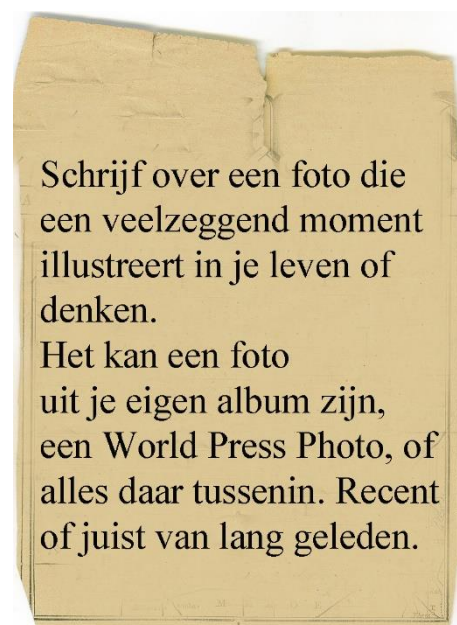 Schrijf over een foto die
een veelzeggend moment
illustreert in je leven of
denken.
Het kan een foto
uit je eigen album zijn,
een World Press Photo, of
alles daar tussenin. Recent
of juist van lang geleden.